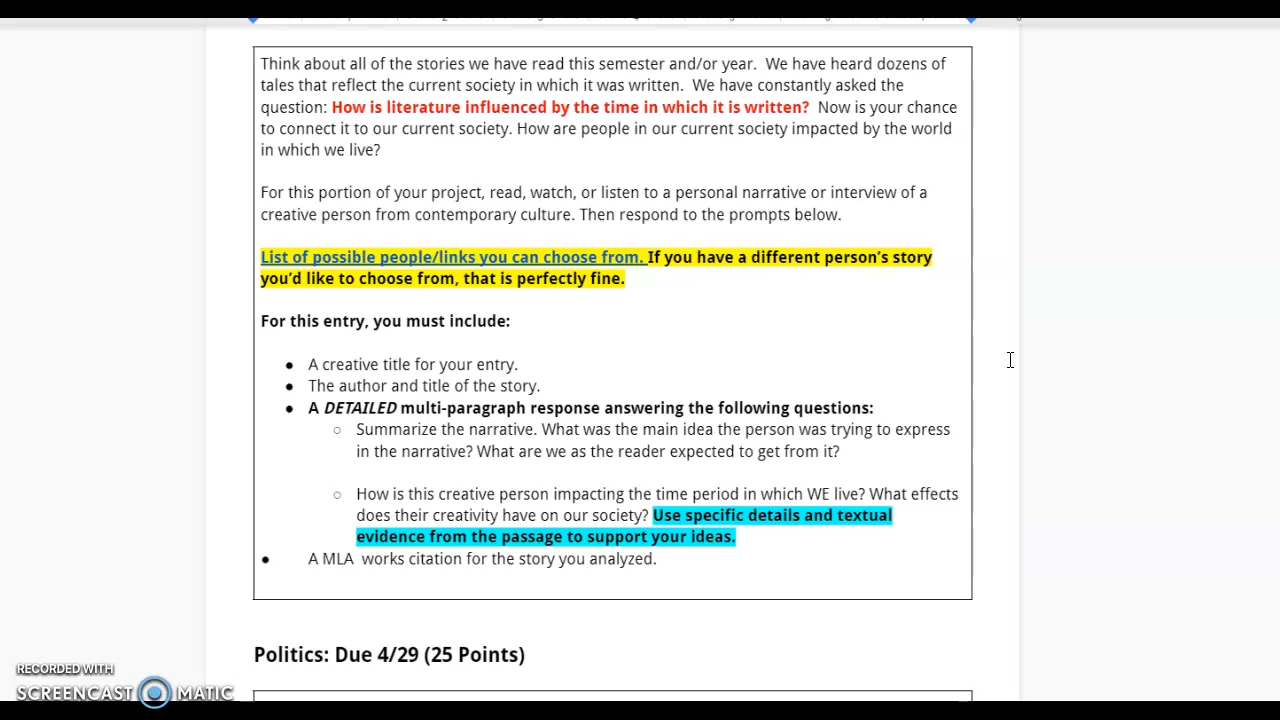 Think about all of the stories we have read this semester and/or year.  We have heard dozens of
tales that reflect the current society in which it was written.  We have constantly asked the
question: How is literature influenced by the time in which it is written?  Now is your chance
to connect it to our current society. How are people in our current society impacted by the world
in which we live?
For this portion of your project, read, watch, or listen to a personal narrative or interview of a
creative person from contemporary culture. Then respond to the prompts below.
List of possible people/links you can choose from. If you have a different person's story
you'd like to choose from, that is perfectly fine.
For this entry, you must include:
● A creative title for your entry.
● The author and title of the story.
● A DETAILED multi-paragraph response answering the following questions:
○ Summarize the narrative. What was the main idea the person was trying to express
in the narrative? What are we as the reader expected to get from it?
○ How is this creative person impacting the time period in which WE live? What effects
does their creativity have on our society? Use specific details and textual
evidence from the passage to support your ideas.
● A MLA  works citation for the story you analyzed.
Politics: Due 4/29 (25 Points)
RECORDED WITH
SCREENCAST MATIC